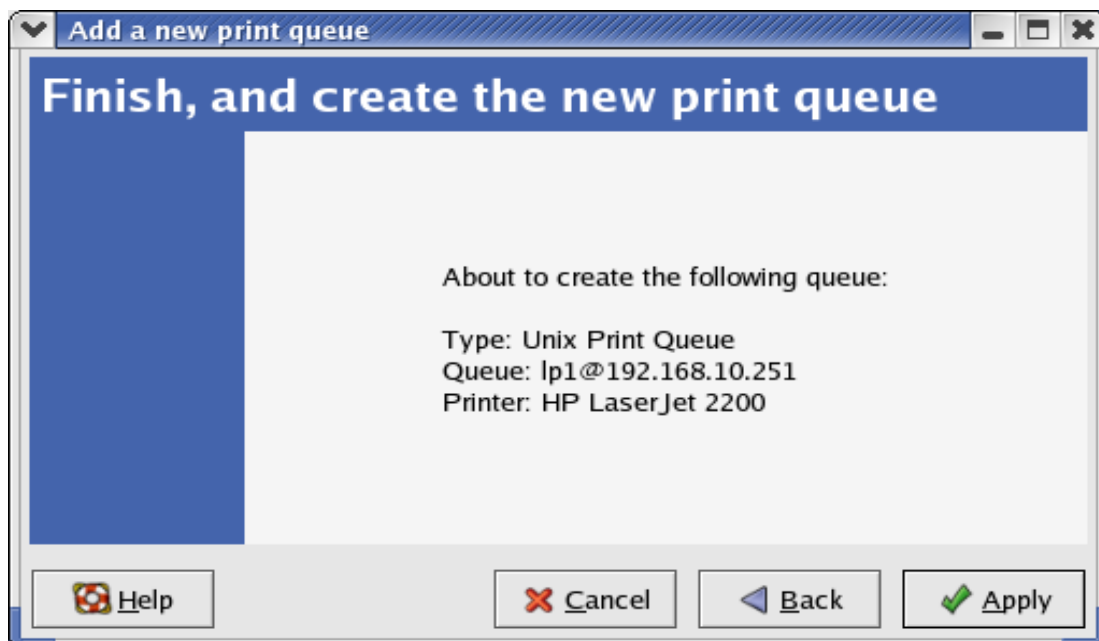 Add a new print queue
Finish, and create the new print queue
About to create the following queue:
Type: Unix Print Queue
Queue: lp1@192.168.10.251
Printer: HP LaserJet 2200
Help
Cancel
Back
Apply